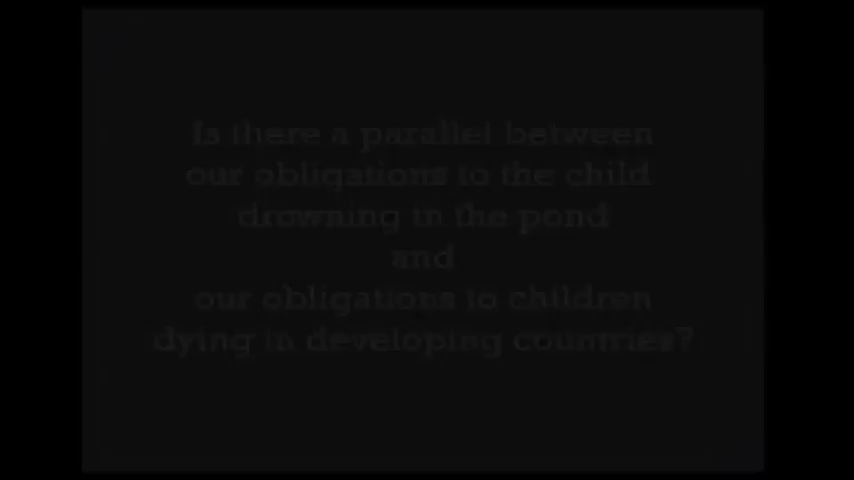 Is there a parallel between
our obligations to the child
drowning in the pond
and
our obligations to children
dying in developing countries?